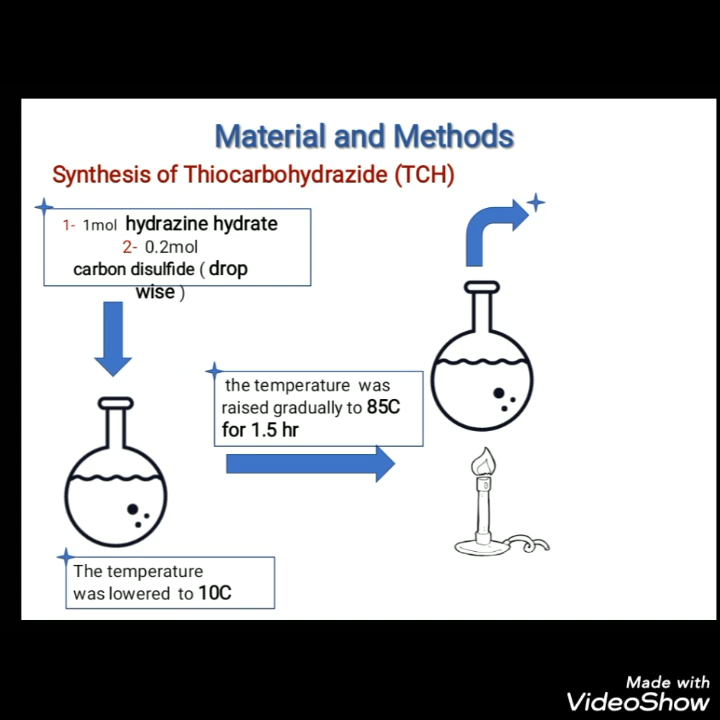 Material and Methods
Synthesis of Thiocarbohydrazide (TCH)
1- 1mol hydrazine hydrate
2- 0.2mol
carbon disulfide ( drop
wise )
the temperature was
raised gradually to 85C
for 1.5 hr
The temperature
was lowered to 10C
Made with
VideoShow